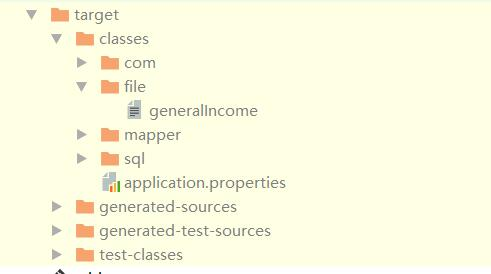 target
classes
com
file
generalIncome
mapper
sql
application.properties
generated-sources
generated-test-sources
test-classes